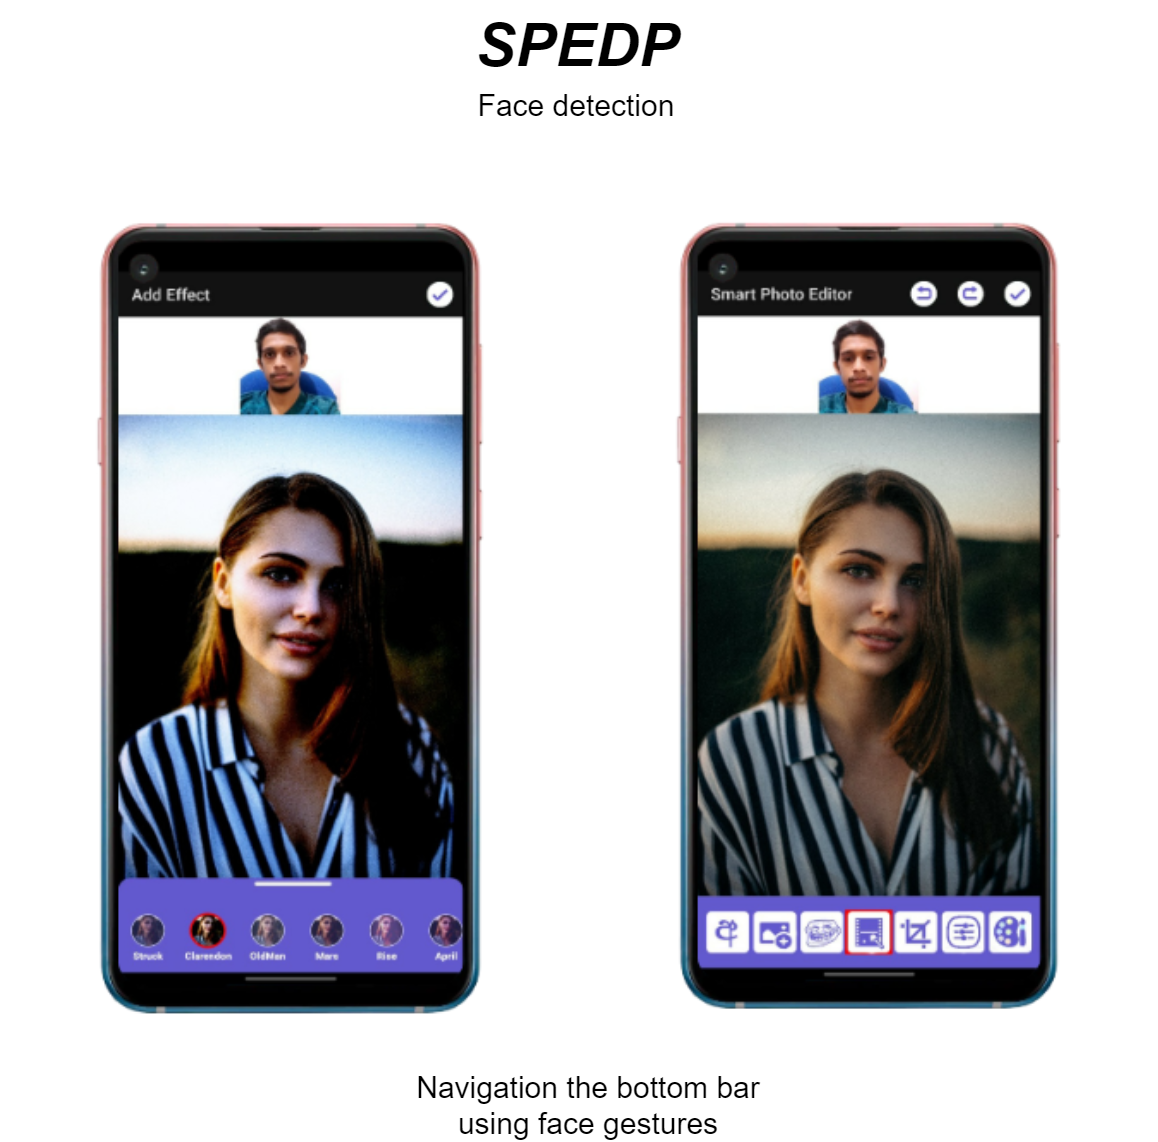 SPEDP
Face detection
Add Effect
Struck Clarendon OldMan Mare Rise April
Smart Photo Editor
Navigation the bottom bar
using face gestures